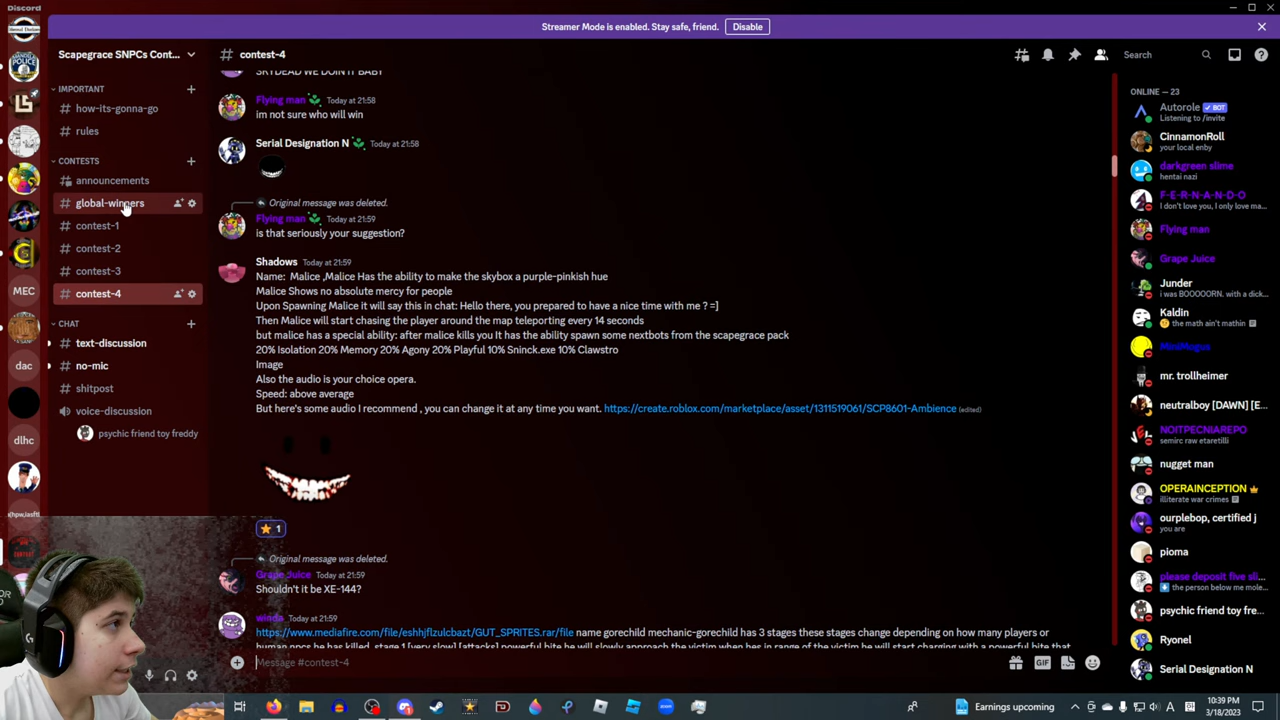 Discord
Streamer Mode is enabled. Stay safe, friend.
Disable
Scapegrace SNPCs Cont...
contest-4
Search
IMPORTANT
how-its-gonna-go
rules
CONTESTS
announcements
global-winners
contest-1
contest-2
contest-3
contest-4
CHAT
text-discussion
no-mic
shitpost
voice-discussion
psychic friend toy freddy
MEC
dac
dlhc
SRYDEAD WE DOIN IT BABY
Flying man Today at 21:58
im not sure who will win
Serial Designation N Today at 21:58
Original message was deleted.
Flying man Today at 21:59
is that seriously your suggestion?
Shadows Today at 21:59
Name: Malice ,Malice Has the ability to make the skybox a purple-pinkish hue
Malice Shows no absolute mercy for people
Upon Spawning Malice it will say this in chat: Hello there, you prepared to have a nice time with me ? =]
Then Malice will start chasing the player around the map teleporting every 14 seconds
but malice has a special ability: after malice kills you It has the ability spawn some nextbots from the scapegrace pack
20% Isolation 20% Memory 20% Agony 20% Playful 10% Sninck.exe 10% Clawstro
Image
Also the audio is your choice opera.
Speed: above average
But here's some audio I recommend , you can change it at any time you want. https://create.roblox.com/marketplace/asset/1311519061/SCP8601-Ambience (edited)
1
Original message was deleted.
Grape Juice Today at 21:59
Shouldn't it be XE-144?
Today at 21:59
https://www.mediafire.com/file/eshhjflzulcbazt/GUT_SPRITES.rar/file name gorechild mechanic-gorechild has 3 stages these stages change depending on how many players or
human npcs he has killed, stage 1 [very slow] [attacks] powerful bite he will slowly approach the victim when hes in range of the victim he will start charging with a powerful bite that
Message #contest-4
GIF
ONLINE — 23
Autorole BOT
Listening to /invite
CinnamonRoll
your local enby
darkgreen slime
hentai nazi
F-E-R-N-A-N-D-O
I don't love you, I only love ma...
Flying man
Grape Juice
Junder
i was BOOOOORN. with a dick...
Kaldin
the math ain't mathin
MiniMogus
mr. trollheimer
neutralboy [DAWN] [E...
NOITPECNIAREPO
semirc raw etaretilli
nugget man
OPERAINCEPTION
illiterate war crimes
ourplebop, certified j
you are
pioma
please deposit five sli...
the person below me mole...
psychic friend toy fre...
Ryonel
Serial Designation N
Earnings upcoming
A
10:39 PM
3/18/2023